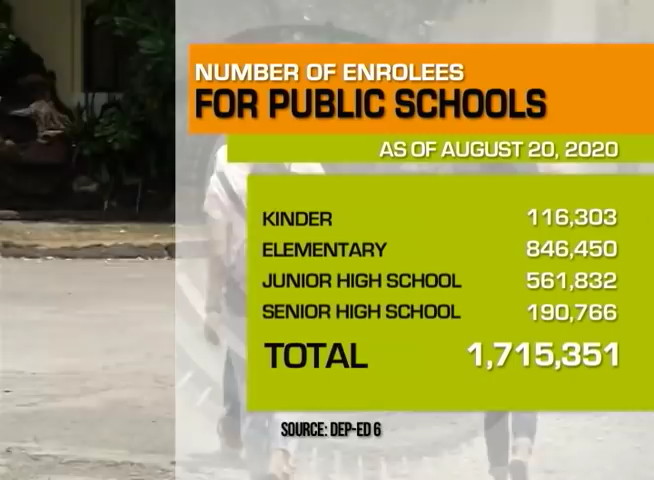 NUMBER OF ENROLEES
FOR PUBLIC SCHOOLS
AS OF AUGUST 20, 2020
KINDER 116,303
ELEMENTARY 846,450
JUNIOR HIGH SCHOOL 561,832
SENIOR HIGH SCHOOL 190,766
TOTAL 1,715,351
SOURCE: DEP-ED 6